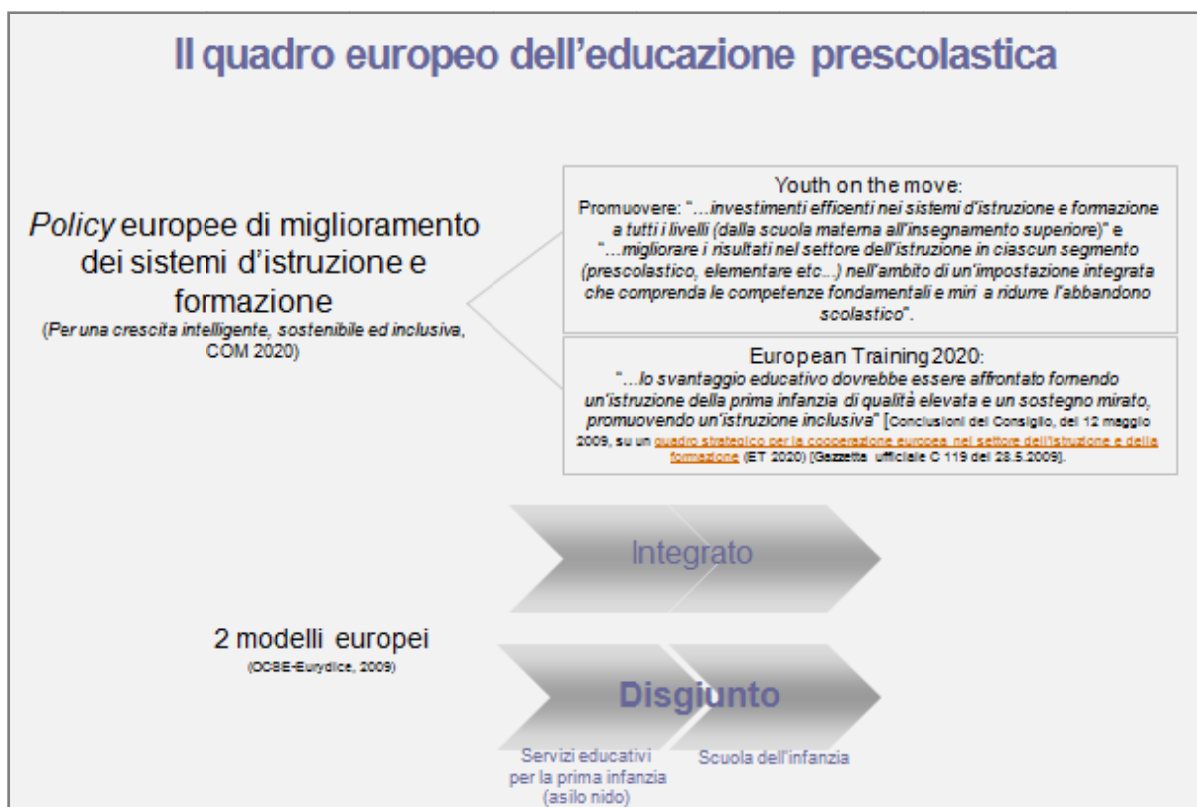 Il quadro europeo dell'educazione prescolastica
Policy europee di miglioramento
dei sistemi d'istruzione e
formazione
(Per una crescita intelligente, sostenibile ed inclusiva,
COM 2020)
Youth on the move:
Promuovere: "...investimenti efficenti nei sistemi d'istruzione e formazione
a tutti i livelli (dalla scuola materna all'insegnamento superiore)" e
"...migliorare i risultati nel settore dell'istruzione in ciascun segmento
(prescolastico, elementare etc...) nell'ambito di un'impostazione integrata
che comprenda le competenze fondamentali e miri a ridurre l'abbandono
scolastico".
European Training 2020:
"...lo svantaggio educativo dovrebbe essere affrontato fornendo
un'istruzione della prima infanzia di qualità elevata e un sostegno mirato,
promuovendo un'istruzione inclusiva" [Conclusioni del Consiglio, del 12 maggio
2009, su un quadro strategico per la cooperazione europea nel settore dell'istruzione e della
formazione (ET 2020) [Gazzetta ufficiale C 119 del 28.5.2009].
Integrato
2 modelli europei
(OCSE-Eurydice, 2009)
Disgiunto
Servizi educativi
per la prima infanzia
(asilo nido)
Scuola dell'infanzia